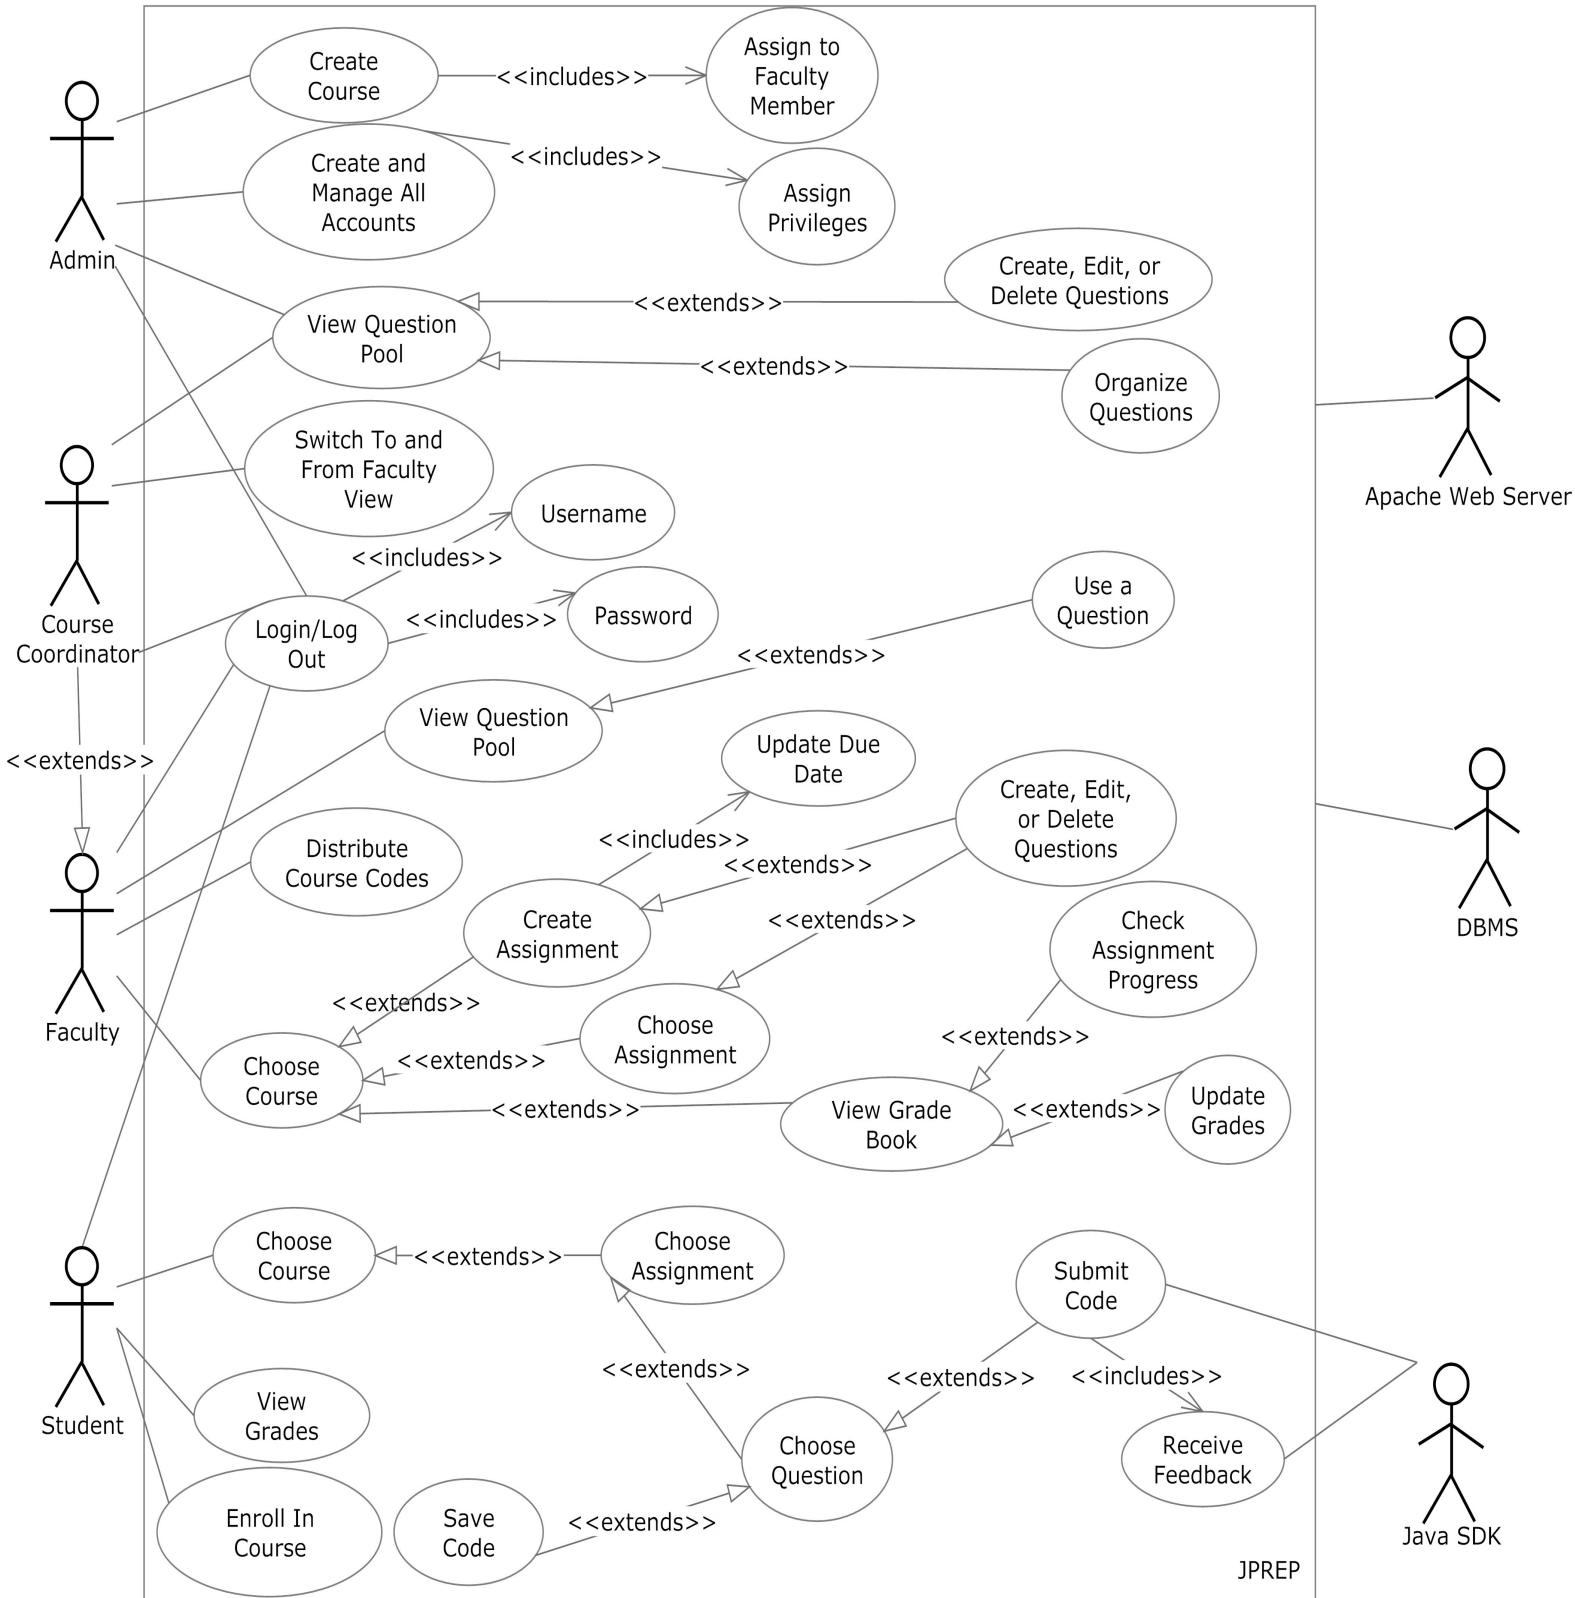 Create
Course
<<includes>>
Assign to
Faculty
Member
Admin
Create and
Manage All
Accounts
<<includes>>
Assign
Privileges
View Question
Pool
<<extends>>
Create, Edit, or
Delete Questions
<<extends>>
Organize
Questions
Apache Web Server
Course
Coordinator
Switch To and
From Faculty
View
<<includes>>
Username
Login/Log
Out
<<includes>>
Password
Use a
Question
<<extends>>
View Question
Pool
<<extends>>
Update Due
Date
<<includes>>
Create, Edit,
or Delete
Questions
<<extends>>
Distribute
Course Codes
Create
Assignment
<<extends>>
Check
Assignment
Progress
DBMS
Faculty
<<extends>>
Choose
Assignment
<<extends>>
<<extends>>
Choose
Course
<<extends>>
View Grade
Book
<<extends>>
Update
Grades
Student
Choose
Course
<<extends>>
Choose
Assignment
Submit
Code
<<extends>>
<<extends>>
<<includes>>
View
Grades
Choose
Question
Receive
Feedback
Enroll In
Course
Save
Code
<<extends>>
Java SDK
JPREP